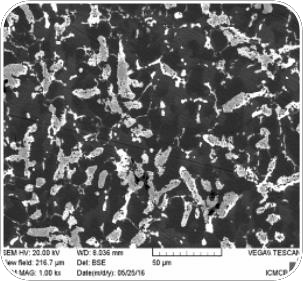 SEM HV: 20.00 kV WD: 8.036 mm VEGA\\ TESCAN
View field: 216.7 µm Det: BSE 50 µm
MAG: 1.00 kx Date(m/d/y): 05/25/16 ICMCP